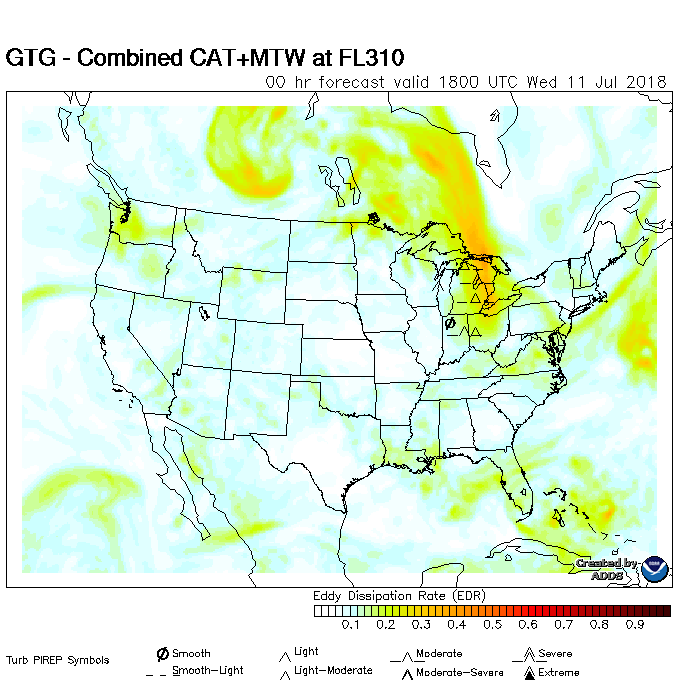 GTG - Combined CAT+MTW at FL310
00 hr forecast valid 1800 UTC Wed 11 Jul 2018
Created by
ADDS
Eddy Dissipation Rate (EDR)
0.1 0.2 0.3 0.4 0.5 0.6 0.7 0.8 0.9
Turb PIREP Symbols
Smooth Light Moderate Severe
Smooth-Light Light-Moderate Moderate-Severe Extreme